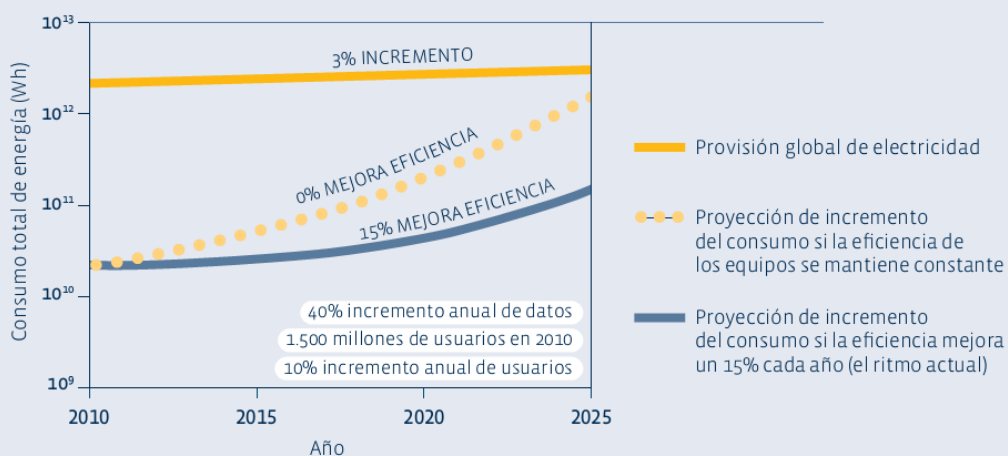 Consumo total de energía (Wh)
10¹³
10¹²
10¹¹
10¹⁰
10⁹
3% INCREMENTO
0% MEJORA EFICIENCIA
15% MEJORA EFICIENCIA
40% incremento anual de datos
1.500 millones de usuarios en 2010
10% incremento anual de usuarios
2010
2015
2020
2025
Año
Provisión global de electricidad
Proyección de incremento
del consumo si la eficiencia de
los equipos se mantiene constante
Proyección de incremento
del consumo si la eficiencia mejora
un 15% cada año (el ritmo actual)